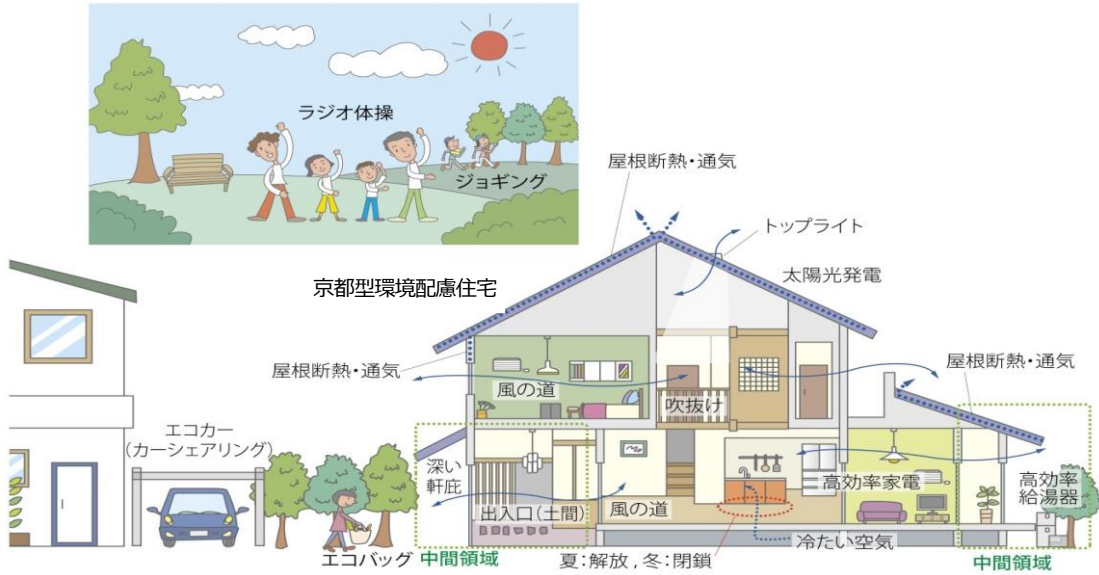 ラジオ体操
ジョギング
屋根断熱・通気
トップライト
太陽光発電
京都型環境配慮住宅
屋根断熱・通気
屋根断熱・通気
風の道
吹抜け
エコカー
(カーシェアリング)
深い
軒庇
出入口(土間)
風の道
高効率家電
高効率
給湯器
エコバッグ
中間領域
夏:解放,冬:閉鎖
冷たい空気
中間領域